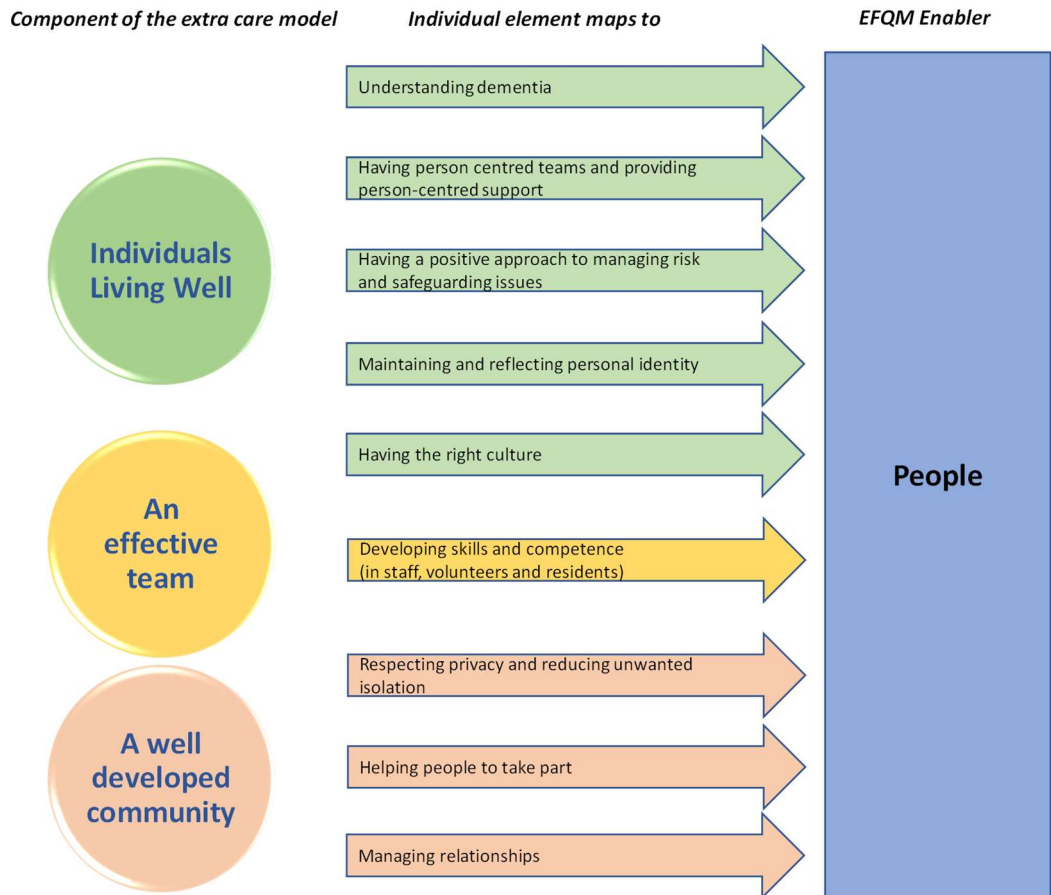 Component of the extra care model
Individual element maps to
EFQM Enabler
Understanding dementia
Having person centred teams and providing
person-centred support
Individuals
Living Well
Having a positive approach to managing risk
and safeguarding issues
Maintaining and reflecting personal identity
Having the right culture
People
An
effective
team
Developing skills and competence
(in staff, volunteers and residents)
Respecting privacy and reducing unwanted
isolation
A well
developed
community
Helping people to take part
Managing relationships